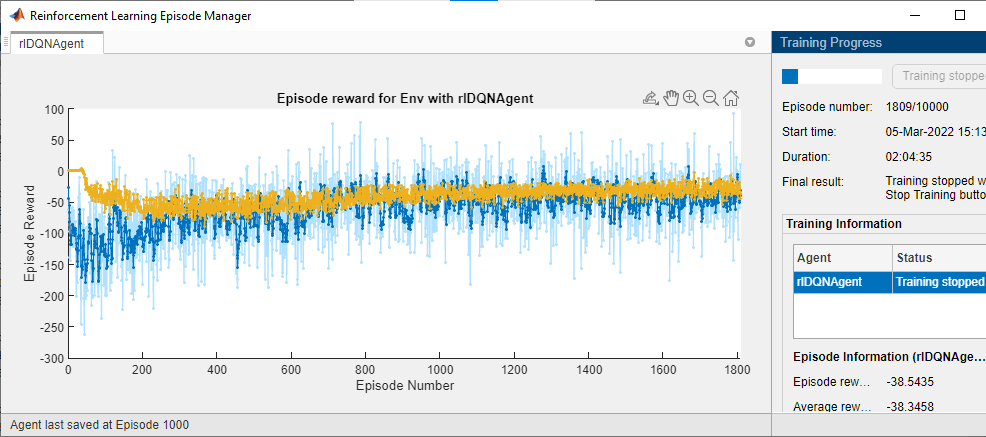 Reinforcement Learning Episode Manager
rlDQNAgent
Episode reward for Env with rlDQNAgent
100
50
0
-50
-100
-150
-200
-250
-300
Episode Reward
0
200
400
600
800
1000
1200
1400
1600
1800
Episode Number
Training Progress
Training stoppe
Episode number: 1809/10000
Start time: 05-Mar-2022 15:13
Duration: 02:04:35
Final result: Training stopped w
Stop Training butto
Training Information
Agent Status
rlDQNAgent Training stopped
Episode Information (rlDQNAge...
Episode rew... -38.5435
Average rew... -38.3458
Agent last saved at Episode 1000